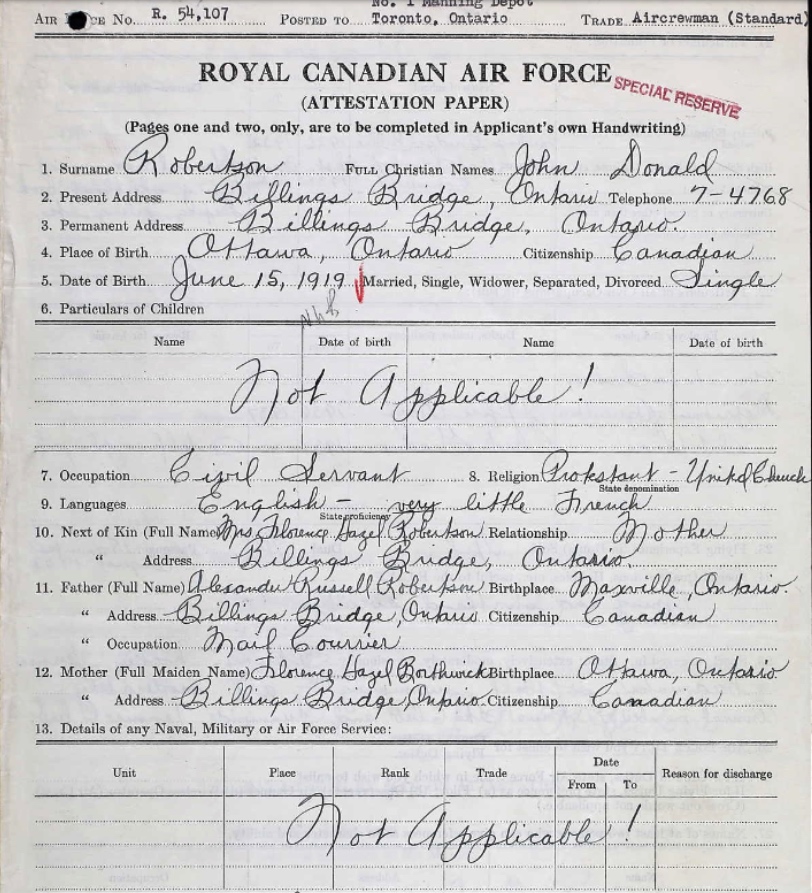 No. 1 Manning Depot
AIR FORCE NO. R. 54,107 POSTED TO Toronto, Ontario TRADE Aircrewman (Standard)
ROYAL CANADIAN AIR FORCE
SPECIAL RESERVE
(ATTESTATION PAPER)
(Pages one and two, only, are to be completed in Applicant's own Handwriting)
1. Surname Robertson FULL Christian Names John Donald
2. Present Address Billings Bridge, Ontario Telephone 7-4768
3. Permanent Address Billings Bridge, Ontario.
4. Place of Birth Ottawa, Ontario Citizenship Canadian
5. Date of Birth June 15, 1919 Married, Single, Widower, Separated, Divorced Single
6. Particulars of Children
Name Date of birth Name Date of birth
Not Applicable!
7. Occupation Civil Servant 8. Religion Protestant - United Church
State denomination
9. Languages English - very little French
State proficiency
10. Next of Kin (Full Name) Mrs. Florence Hazel Robertson Relationship Mother
" Address Billings Bridge, Ontario.
11. Father (Full Name) Alexander Russell Robertson Birthplace Maxville, Ontario.
" Address Billings Bridge, Ontario Citizenship Canadian
" Occupation Mail Courrier
12. Mother (Full Maiden Name) Florence Hazel Borthwick Birthplace Ottawa, Ontario
" Address Billings Bridge, Ontario. Citizenship Canadian
13. Details of any Naval, Military or Air Force Service:
Unit Place Rank Trade Date Reason for discharge
From To
Not Applicable!